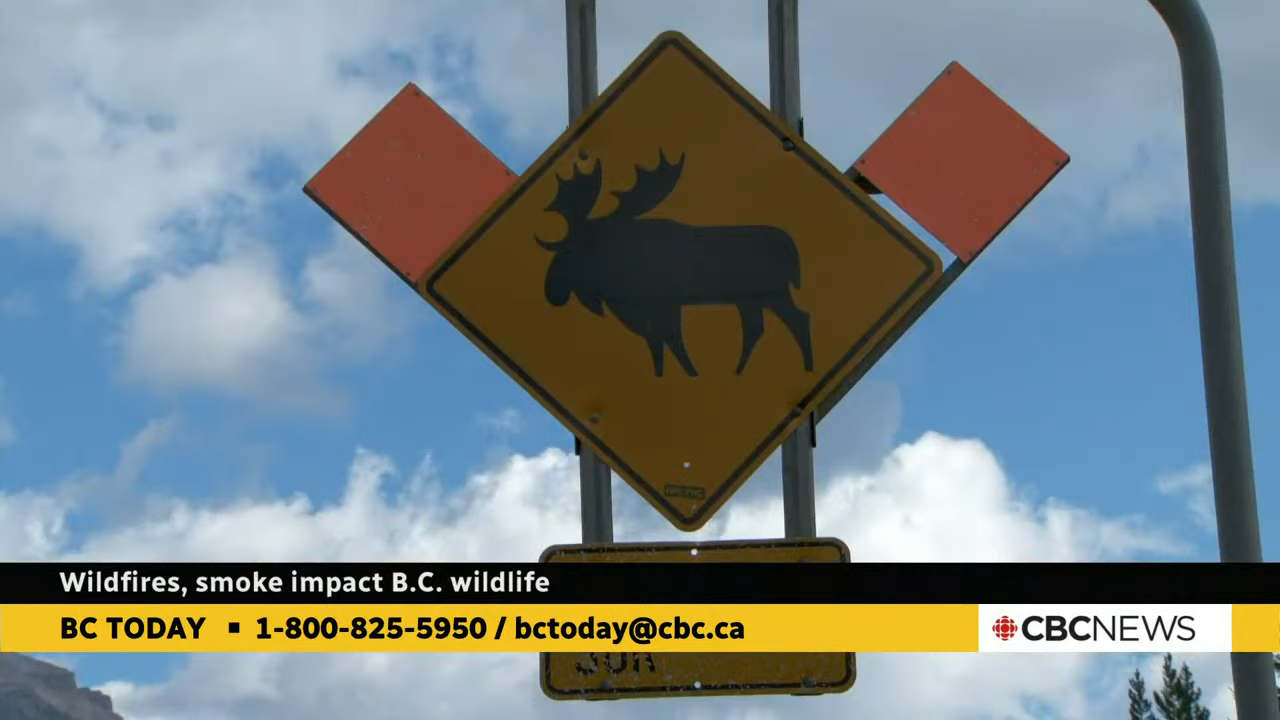 Wildfires, smoke impact B.C. wildlife
BC TODAY ▪ 1-800-825-5950 / bctoday@cbc.ca
CBCNEWS